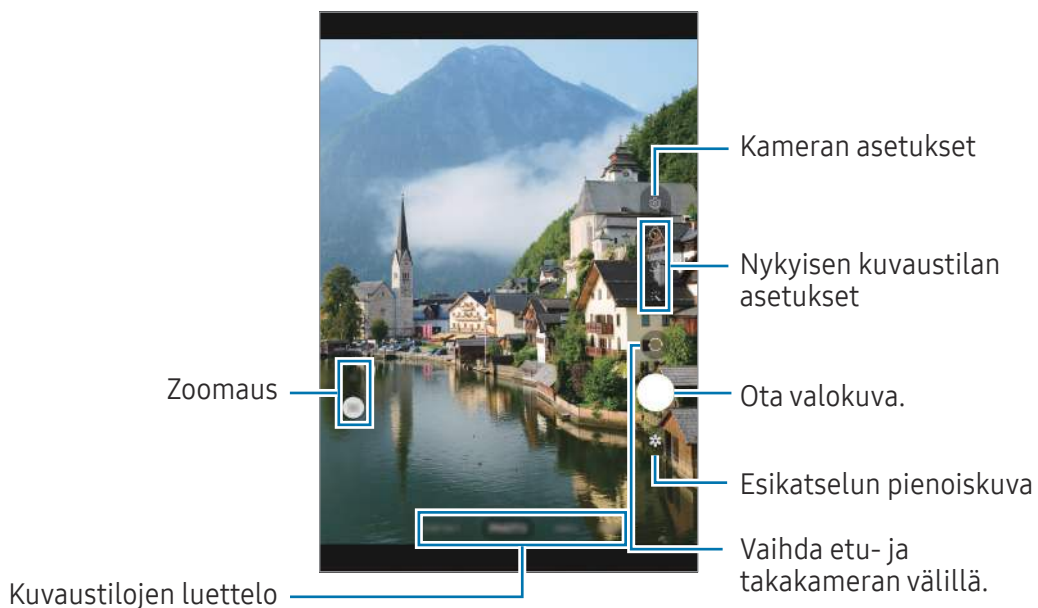 Kameran asetukset
Nykyisen kuvaustilan
asetukset
Zoomaus
Ota valokuva.
Esikatselun pienoiskuva
Vaihda etu- ja
takakameran välillä.
Kuvaustilojen luettelo